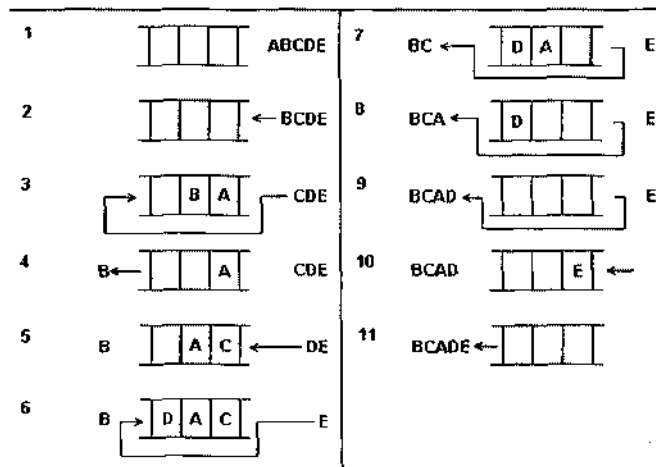 1 ABCDE
2 BCDE
3 B A CDE
4 B A CDE
5 B A C DE
6 B D A C E
7 BC D A E
8 BCA D E
9 BCAD E
10 BCAD E
11 BCADE